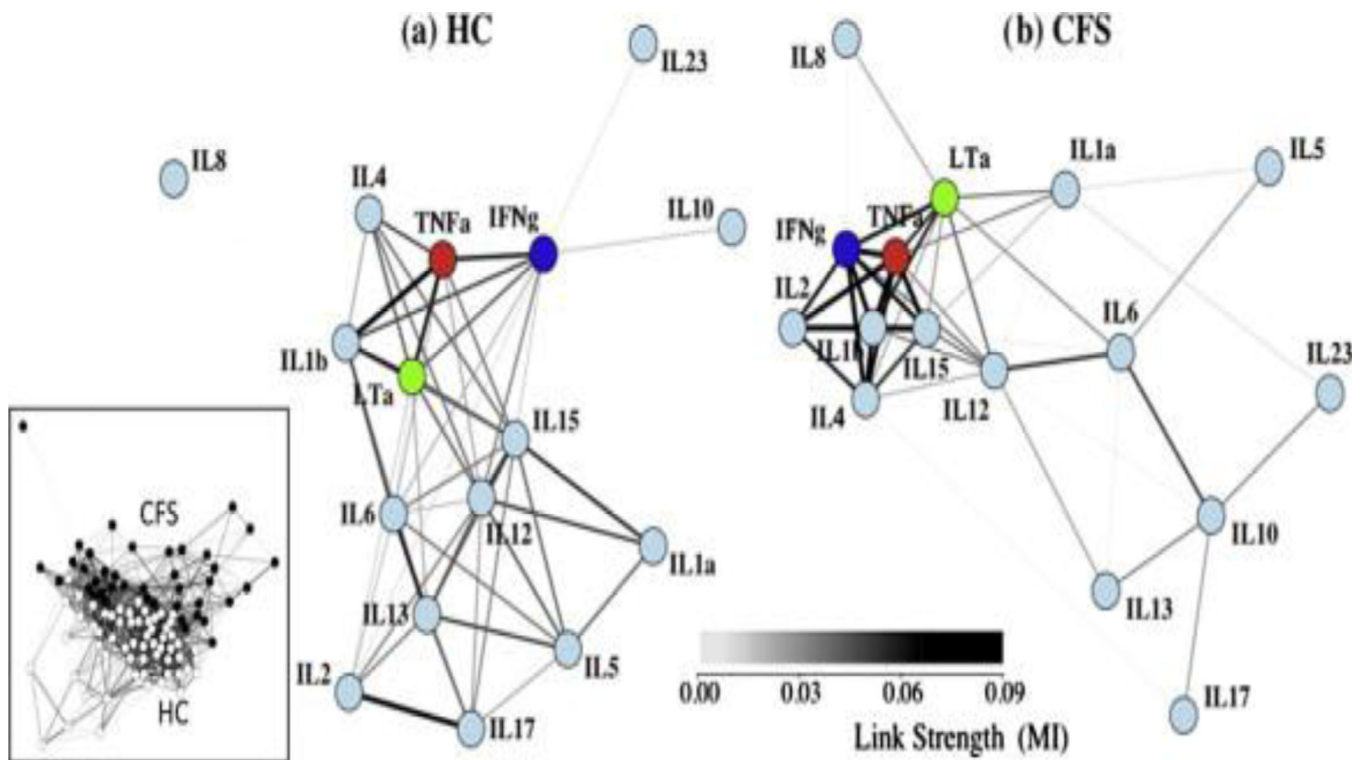 (a) HC
IL23
IL8
IL4
TNFa
IFNg
IL10
IL1b
LTa
IL15
IL6
IL12
IL1a
IL13
IL5
IL2
IL17
CFS
HC
(b) CFS
IL8
LTa
IL1a
IL5
IFNg
TNFa
IL2
IL6
IL1b
IL15
IL23
IL4
IL12
IL10
IL13
IL17
0.00 0.03 0.06 0.09
Link Strength (MI)